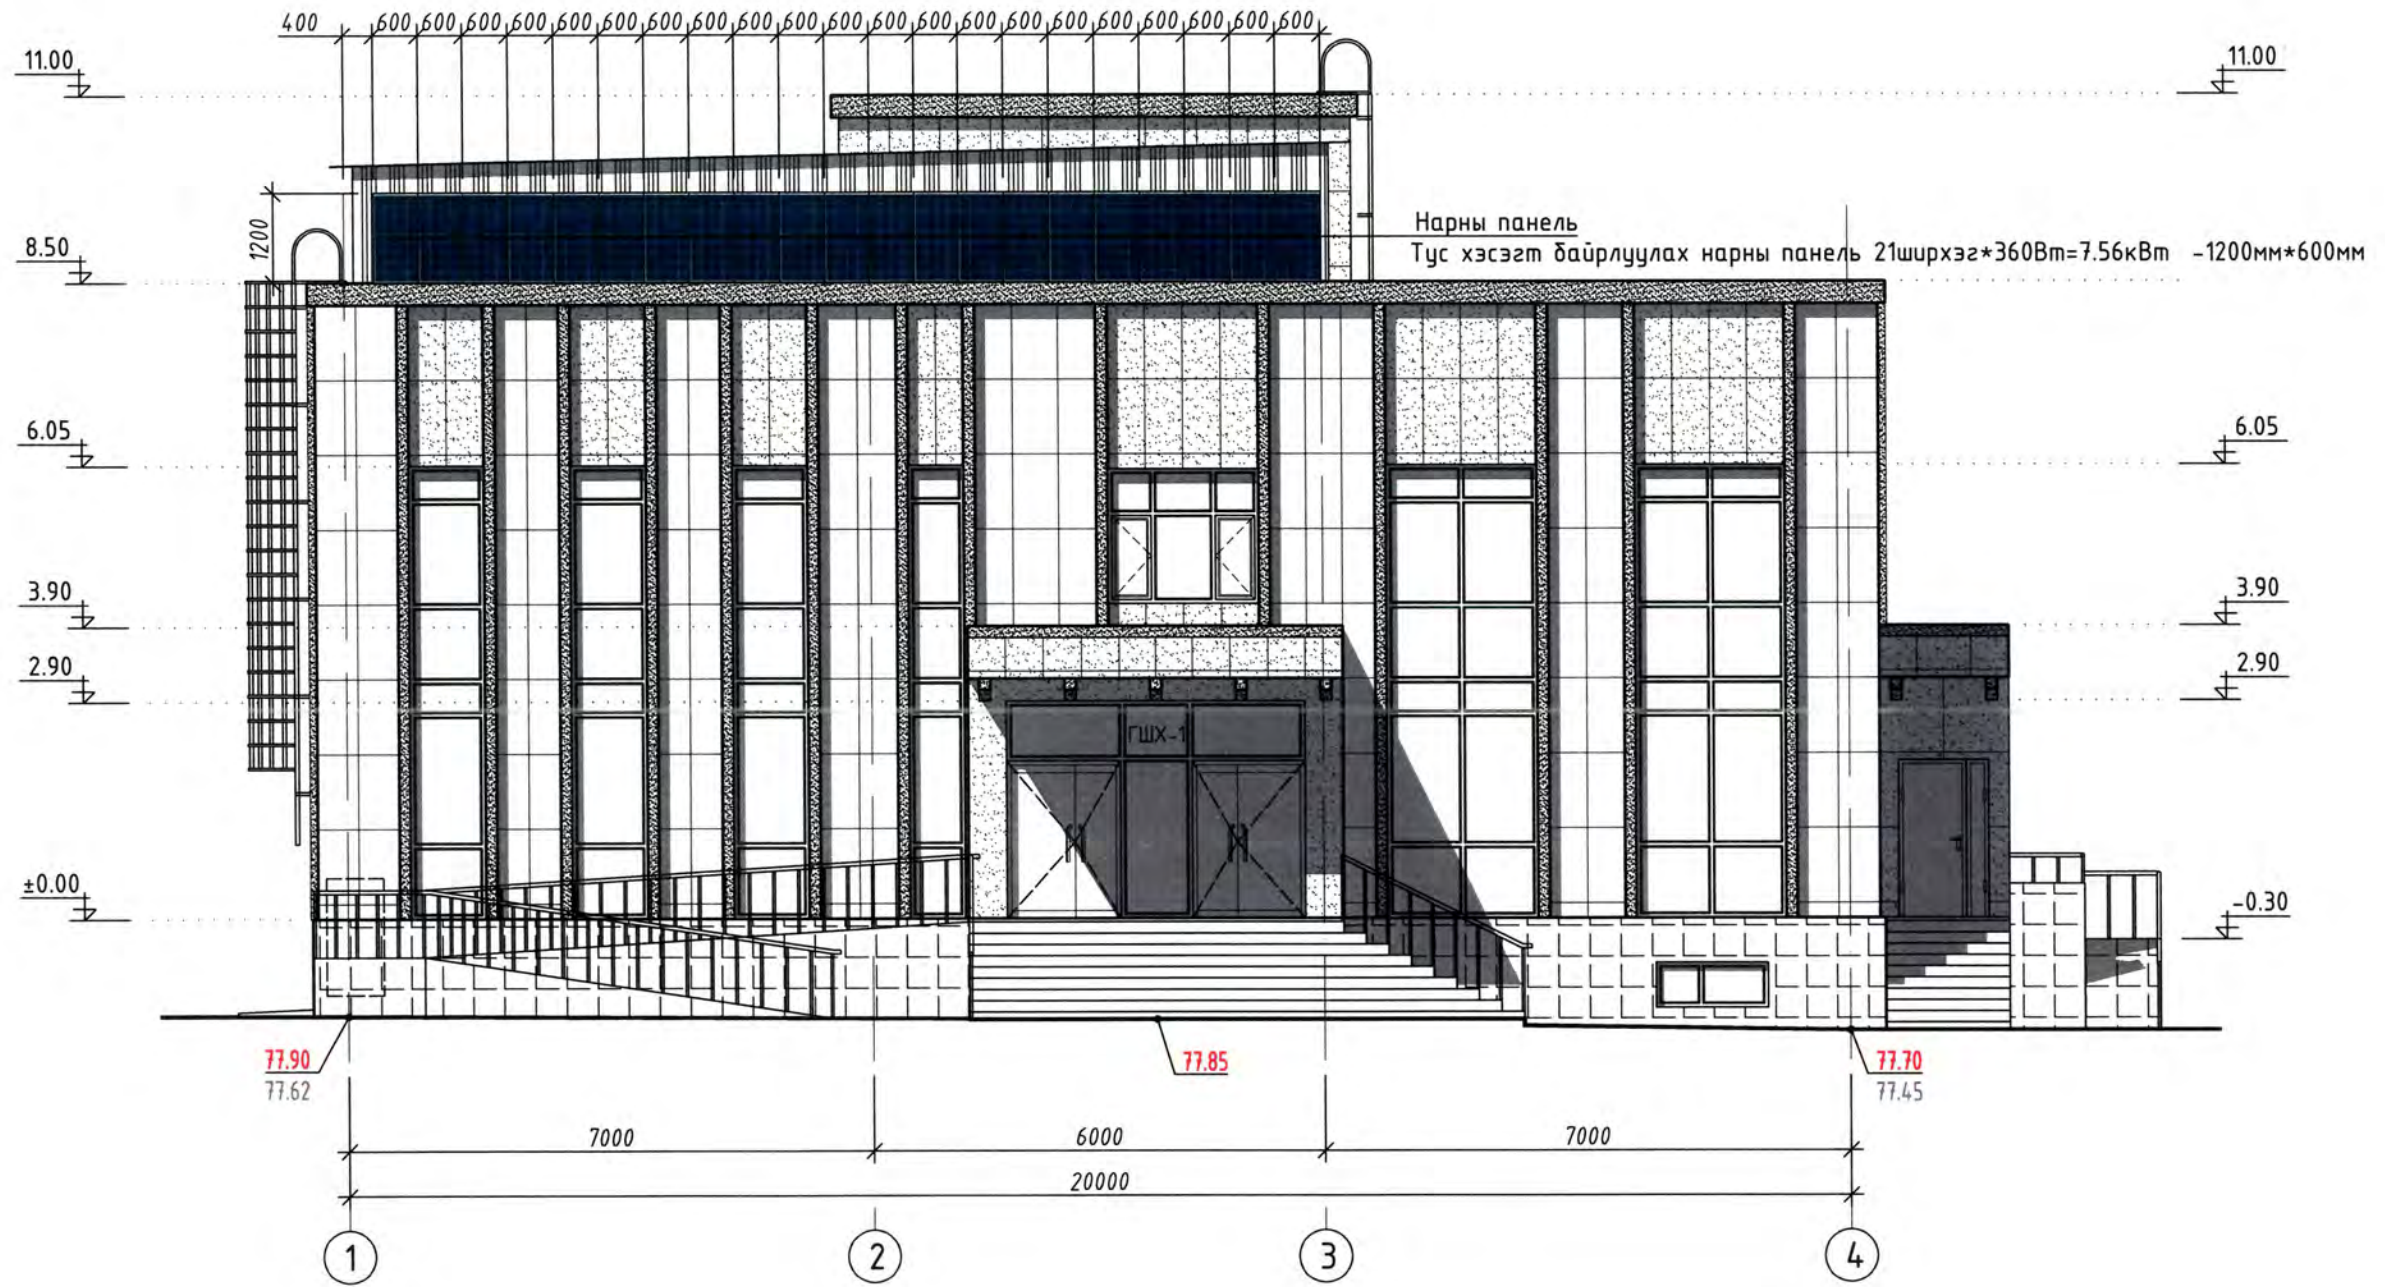 400 600 600 600 600 600 600 600 600 600 600 600 600 600 600 600 600 600 600 600 600 600
11.00 11.00
1200
Нарны панель
8.50 Тус хэсэгт байрлуулах нарны панель 21ширхэг*360Вт=7.56кВт -1200мм*600мм
6.05 6.05
3.90 3.90
2.90 2.90
ГШХ-1
±0.00 -0.30
77.90 77.85 77.70
77.62 77.45
7000 6000 7000
20000
1 2 3 4